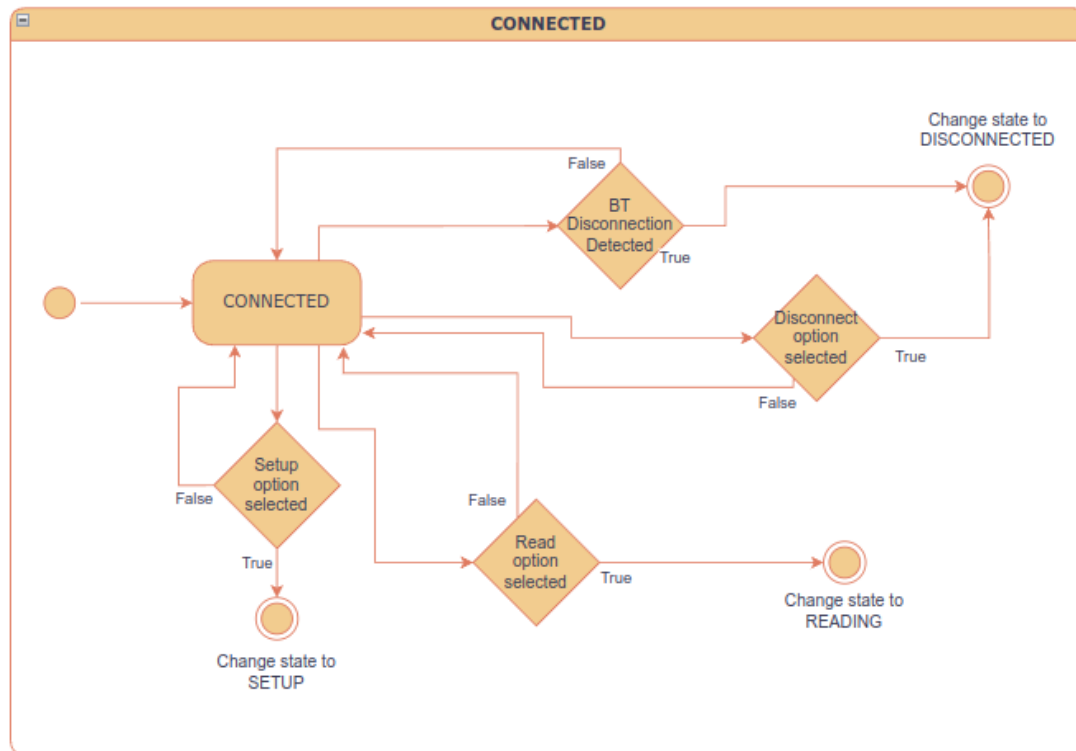 CONNECTED
Change state to
DISCONNECTED
False
BT
Disconnection
Detected
True
CONNECTED
Disconnect
option
selected
True
False
Setup
option
selected
False
True
Change state to
SETUP
False
Read
option
selected
True
Change state to
READING